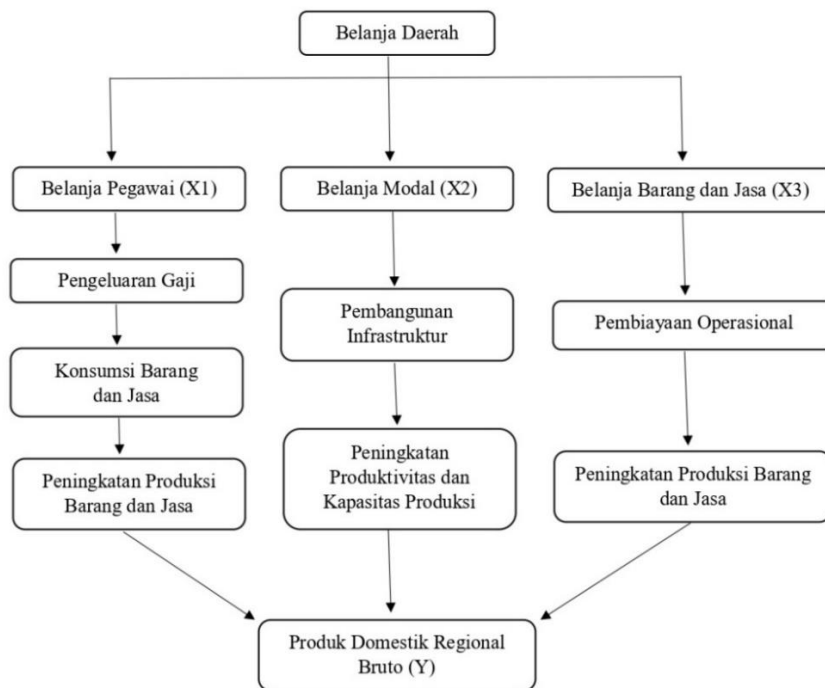 Belanja Daerah
Belanja Pegawai (X1)
Belanja Modal (X2)
Belanja Barang dan Jasa (X3)
Pengeluaran Gaji
Pembangunan
Infrastruktur
Pembiayaan Operasional
Konsumsi Barang
dan Jasa
Peningkatan Produksi
Barang dan Jasa
Peningkatan
Produktivitas dan
Kapasitas Produksi
Peningkatan Produksi Barang
dan Jasa
Produk Domestik Regional
Bruto (Y)